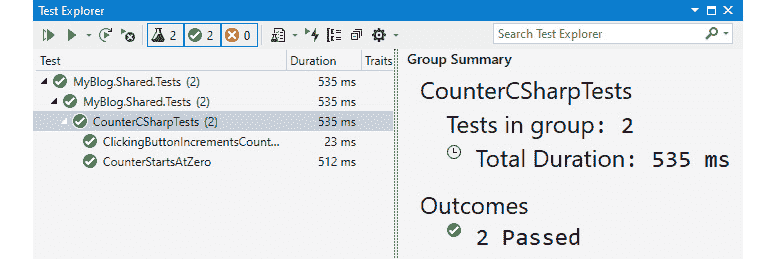 Test Explorer
2 2 0
Search Test Explorer
Test Duration Traits
MyBlog.Shared.Tests (2) 535 ms
MyBlog.Shared.Tests (2) 535 ms
CounterCSharpTests (2) 535 ms
ClickingButtonIncrementsCount... 23 ms
CounterStartsAtZero 512 ms
Group Summary
CounterCSharpTests
Tests in group: 2
Total Duration: 535 ms
Outcomes
2 Passed